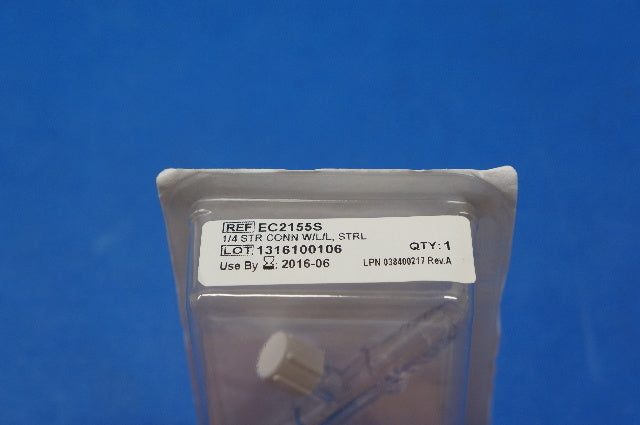 REF EC2155S
1/4 STR CONN W/L/L, STRL
LOT 1316100106 QTY: 1
Use By : 2016-06 LPN 038400217 Rev.A